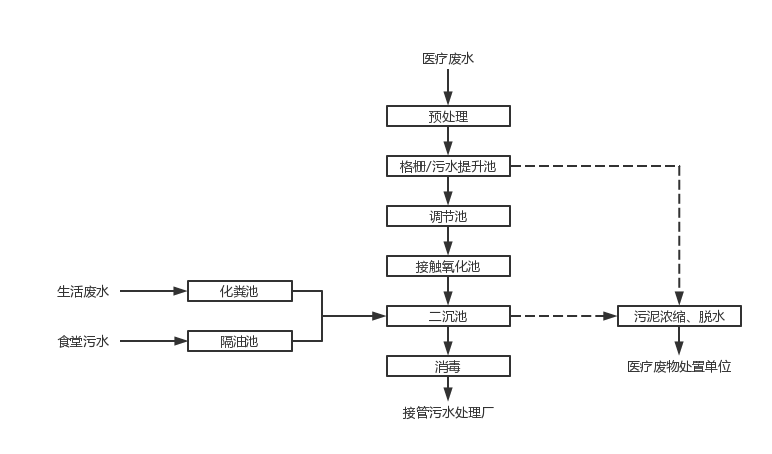 医疗废水
预处理
格栅/污水提升池
调节池
接触氧化池
生活废水
化粪池
二沉池
污泥浓缩、脱水
食堂污水
隔油池
消毒
医疗废物处置单位
接管污水处理厂